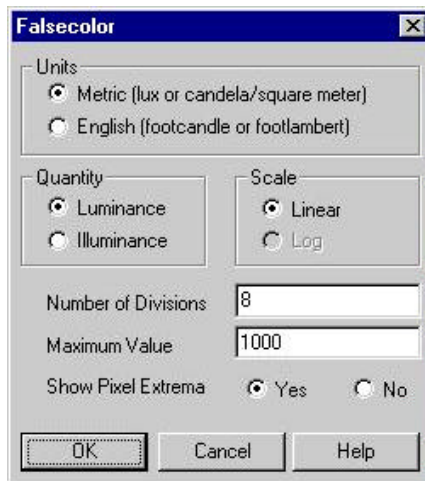 Falsecolor
Units
Metric (lux or candela/square meter)
English (footcandle or footlambert)
Quantity
Luminance
Illuminance
Scale
Linear
Log
Number of Divisions 8
Maximum Value 1000
Show Pixel Extrema Yes No
OK Cancel Help